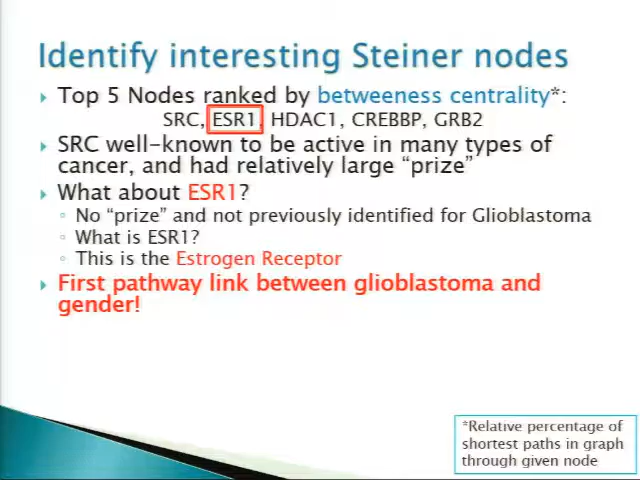 Identify interesting Steiner nodes
Top 5 Nodes ranked by betweeness centrality*:
SRC, ESR1, HDAC1, CREBBP, GRB2
SRC well-known to be active in many types of
cancer, and had relatively large “prize”
What about ESR1?
No “prize” and not previously identified for Glioblastoma
What is ESR1?
This is the Estrogen Receptor
First pathway link between glioblastoma and
gender!
*Relative percentage of
shortest paths in graph
through given node